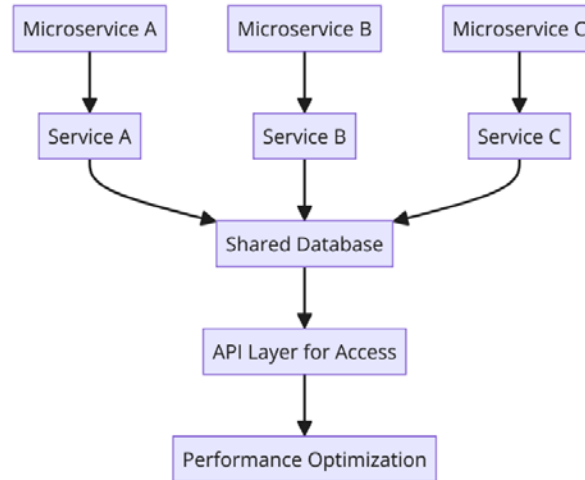 Microservice A
Microservice B
Microservice C
Service A
Service B
Service C
Shared Database
API Layer for Access
Performance Optimization